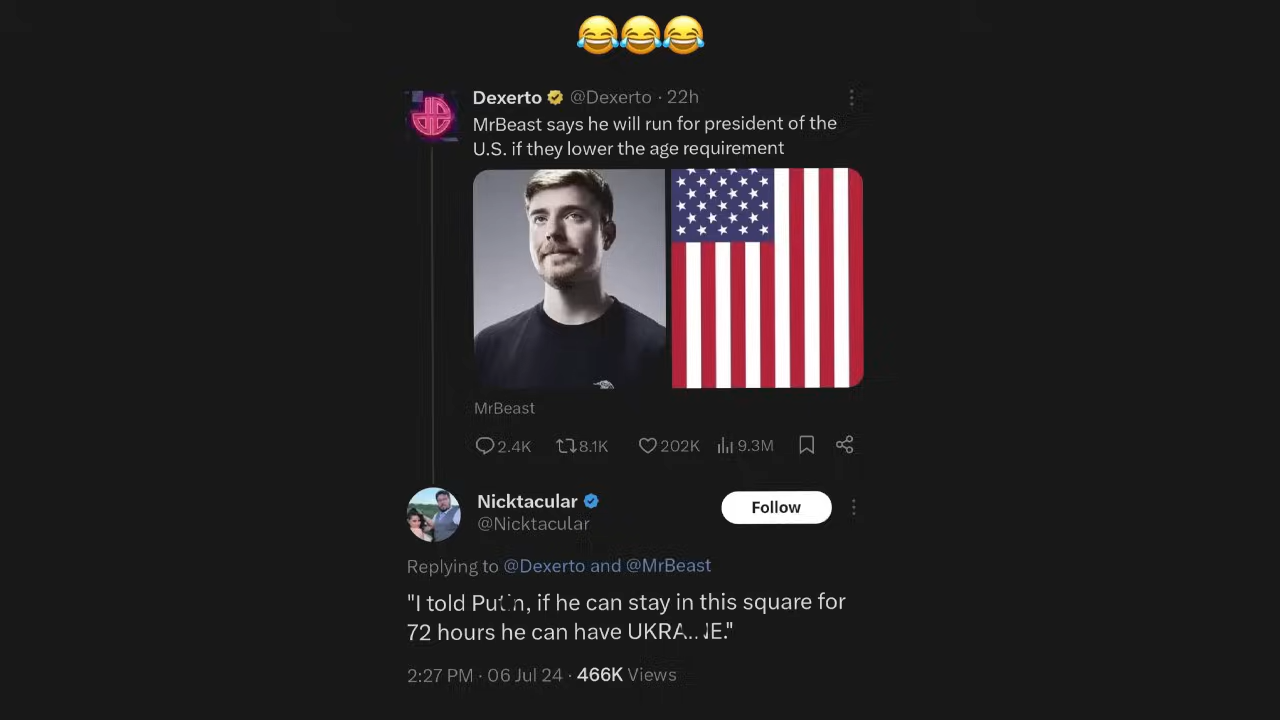 😂😂😂
Dexerto @Dexerto · 22h
MrBeast says he will run for president of the
U.S. if they lower the age requirement
MrBeast
2.4K 8.1K 202K 9.3M
Nicktacular
Follow
@Nicktacular
Replying to @Dexerto and @MrBeast
"I told Putin, if he can stay in this square for
72 hours he can have UKRAINE."
2:27 PM · 06 Jul 24 · 466K Views